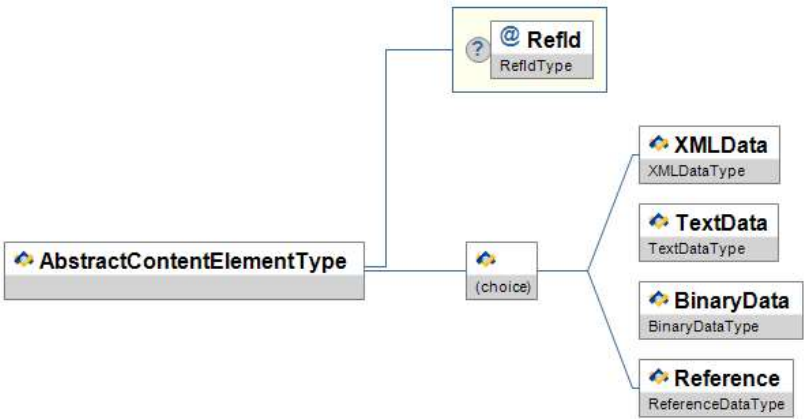 @ RefId
?
RefIdType
XMLData
XMLDataType
TextData
TextDataType
AbstractContentElementType
(choice)
BinaryData
BinaryDataType
Reference
ReferenceDataType